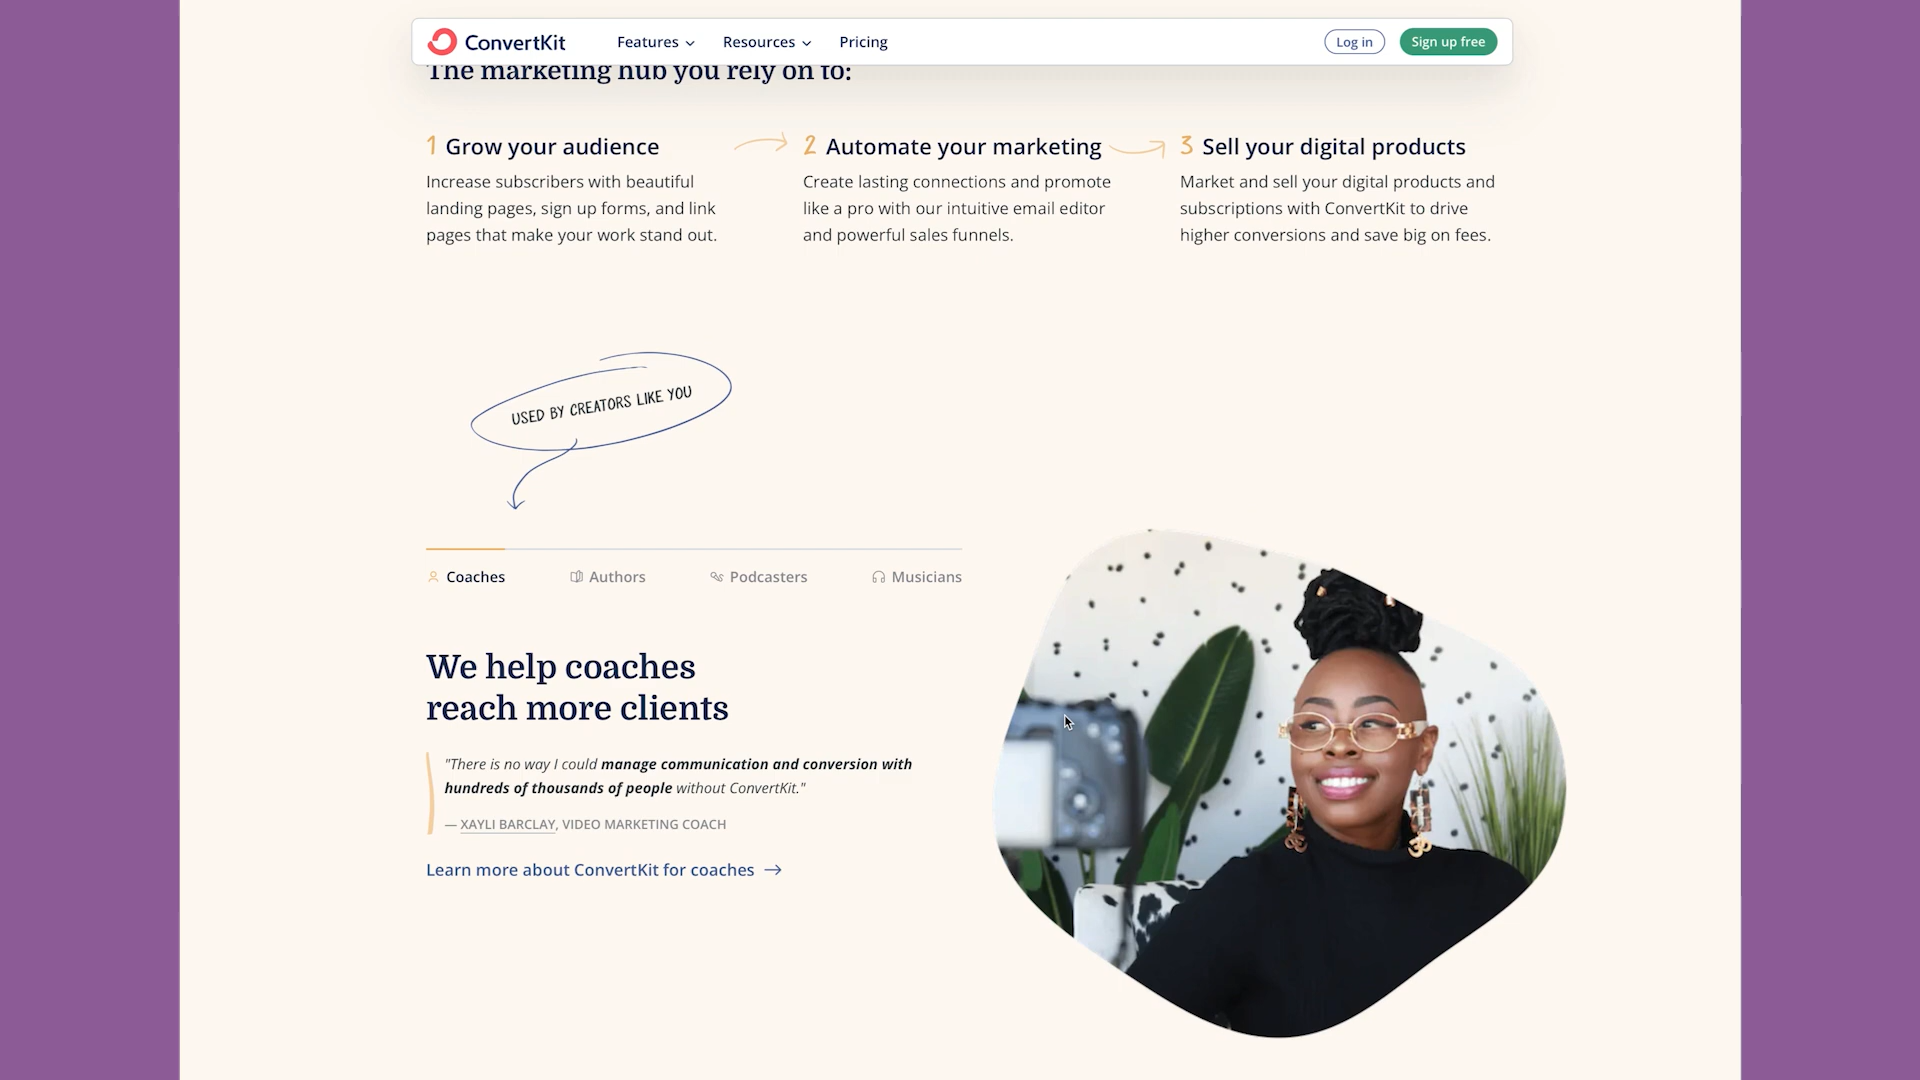 ConvertKit
Features
Resources
Pricing
Log in
Sign up free
The marketing hub you rely on to:
1 Grow your audience
Increase subscribers with beautiful
landing pages, sign up forms, and link
pages that make your work stand out.
2 Automate your marketing
Create lasting connections and promote
like a pro with our intuitive email editor
and powerful sales funnels.
3 Sell your digital products
Market and sell your digital products and
subscriptions with ConvertKit to drive
higher conversions and save big on fees.
USED BY CREATORS LIKE YOU
Coaches
Authors
Podcasters
Musicians
We help coaches
reach more clients
"There is no way I could manage communication and conversion with
hundreds of thousands of people without ConvertKit."
— XAYLI BARCLAY, VIDEO MARKETING COACH
Learn more about ConvertKit for coaches →